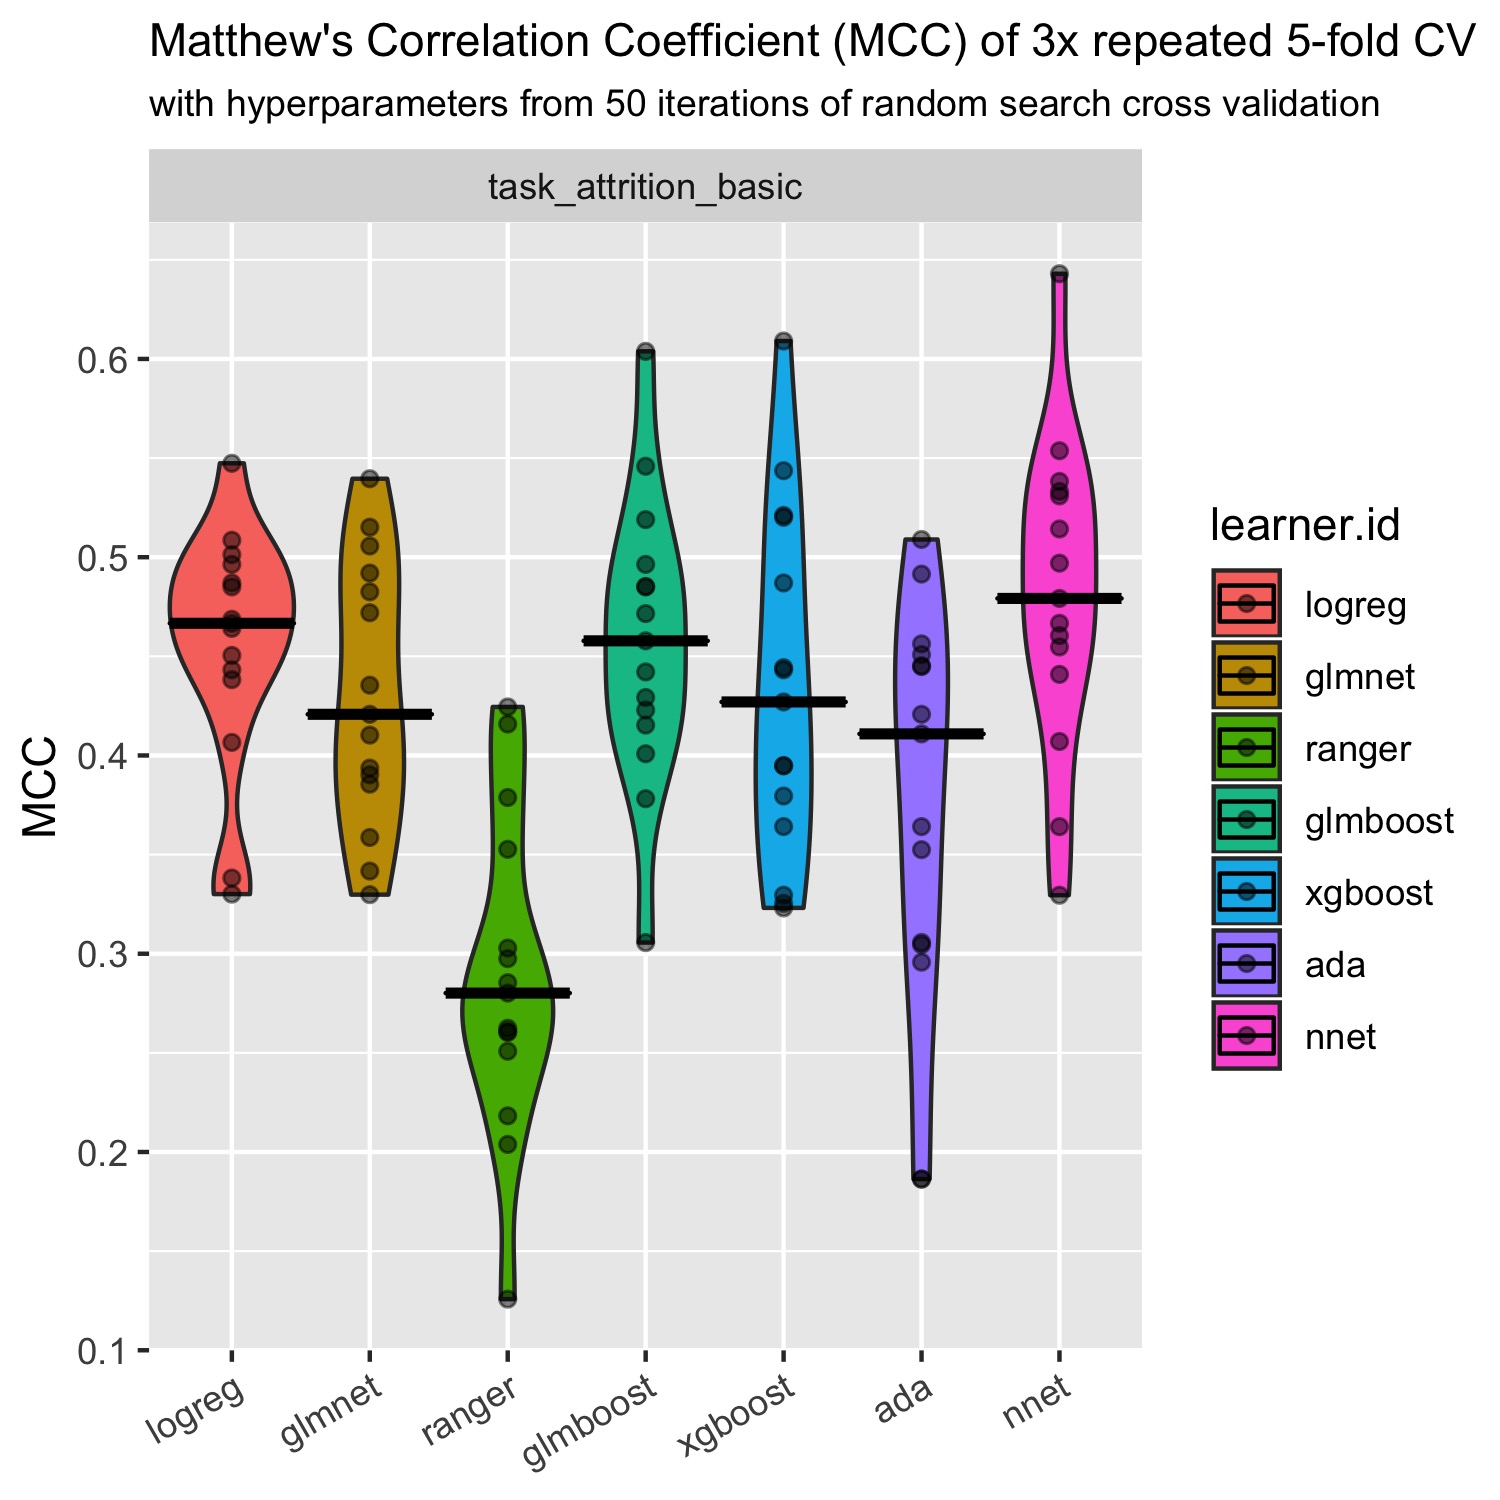 Matthew's Correlation Coefficient (MCC) of 3x repeated 5-fold CV
with hyperparameters from 50 iterations of random search cross validation
task_attrition_basic
MCC
0.6
0.5
0.4
0.3
0.2
0.1
logreg
glmnet
ranger
glmboost
xgboost
ada
nnet
learner.id
logreg
glmnet
ranger
glmboost
xgboost
ada
nnet